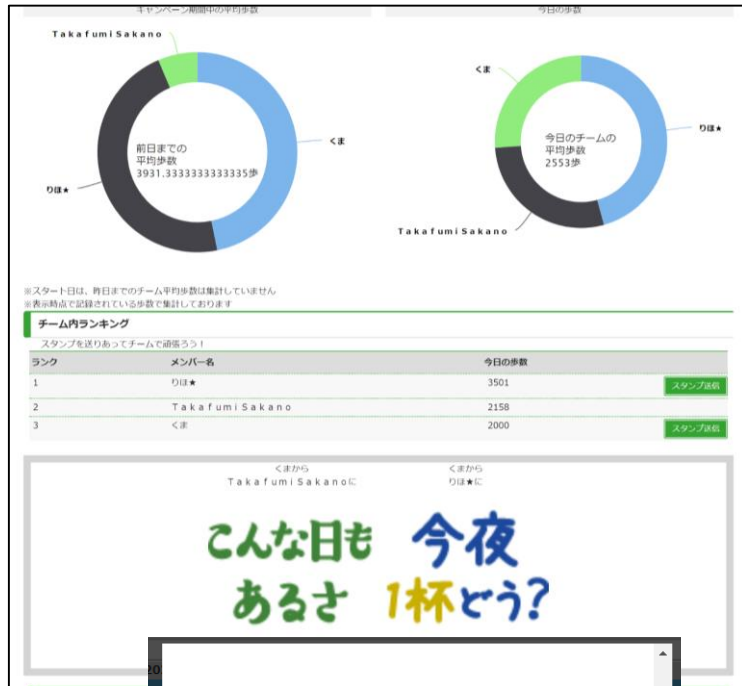 キャンペーン期間中の平均歩数
今日の歩数
TakafumiSakano
くま
りほ★
前日までの
平均歩数
3931.3333333333335歩
くま
りほ★
TakafumiSakano
今日のチームの
平均歩数
2553歩
※スタート日は、昨日までのチーム平均歩数は集計していません
※表示時点で記録されている歩数で集計しております
チーム内ランキング
スタンプを送りあってチームで頑張ろう！
ランク メンバー名 今日の歩数
1 りほ★ 3501 スタンプ送信
2 TakafumiSakano 2158
3 くま 2000 スタンプ送信
くまから
TakafumiSakanoに
くまから
りほ★に
こんな日も
あるさ
今夜
1杯どう?